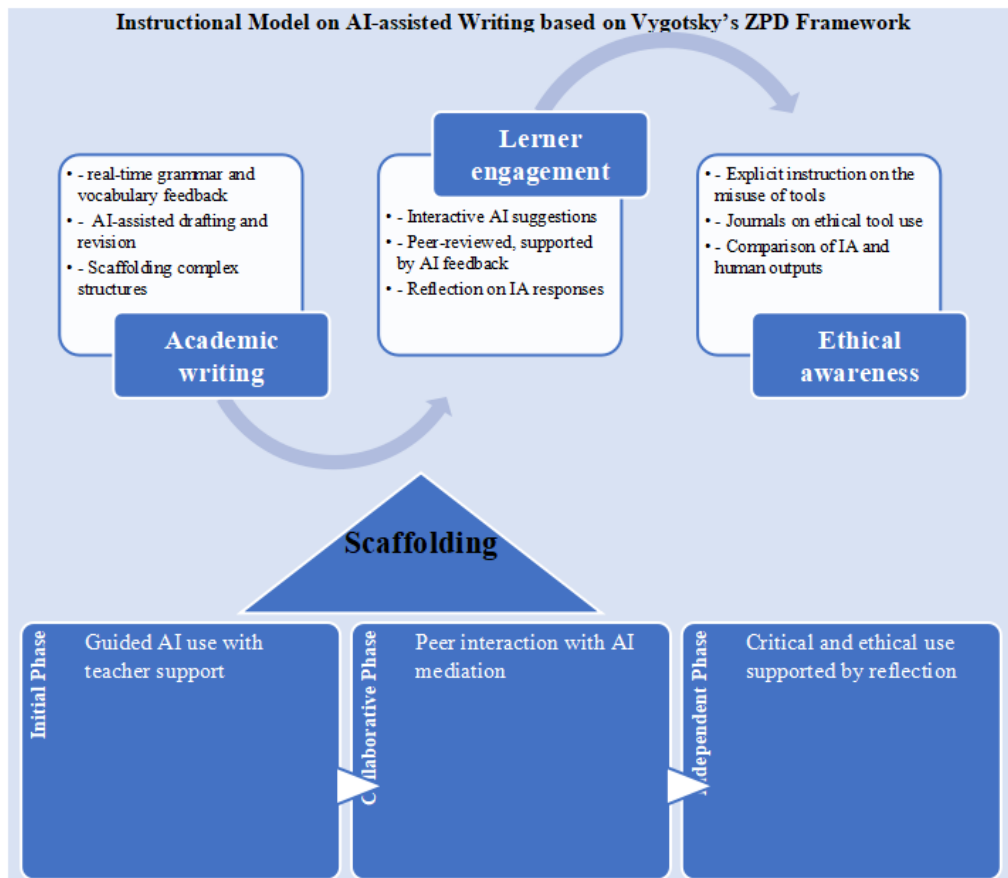 Instructional Model on AI-assisted Writing based on Vygotsky's ZPD Framework
• - real-time grammar and
vocabulary feedback
• - AI-assisted drafting and
revision
• - Scaffolding complex
structures
Academic
writing
Lerner
engagement
• - Interactive AI suggestions
• - Peer-reviewed, supported
by AI feedback
• - Reflection on IA responses
• - Explicit instruction on the
misuse of tools
• - Journals on ethical tool use
• - Comparison of IA and
human outputs
Ethical
awareness
Scaffolding
Initial Phase
Guided AI use with
teacher support
Collaborative Phase
Peer interaction with AI
mediation
Independent Phase
Critical and ethical use
supported by reflection